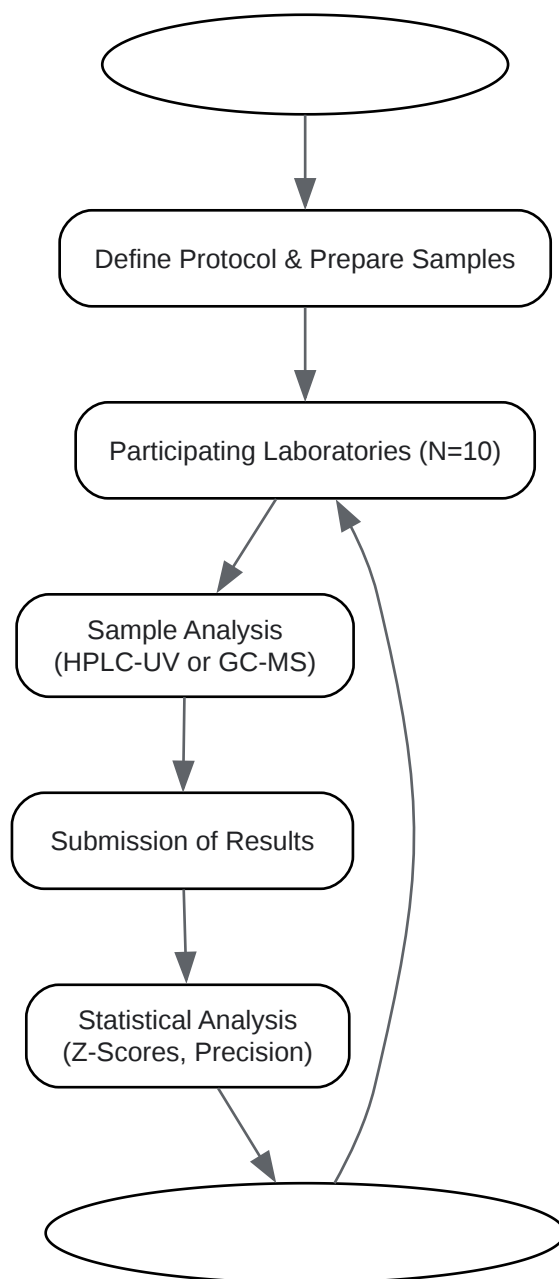 Define Protocol & Prepare Samples
Participating Laboratories (N=10)
Sample Analysis
(HPLC-UV or GC-MS)
Submission of Results
Statistical Analysis
(Z-Scores, Precision)